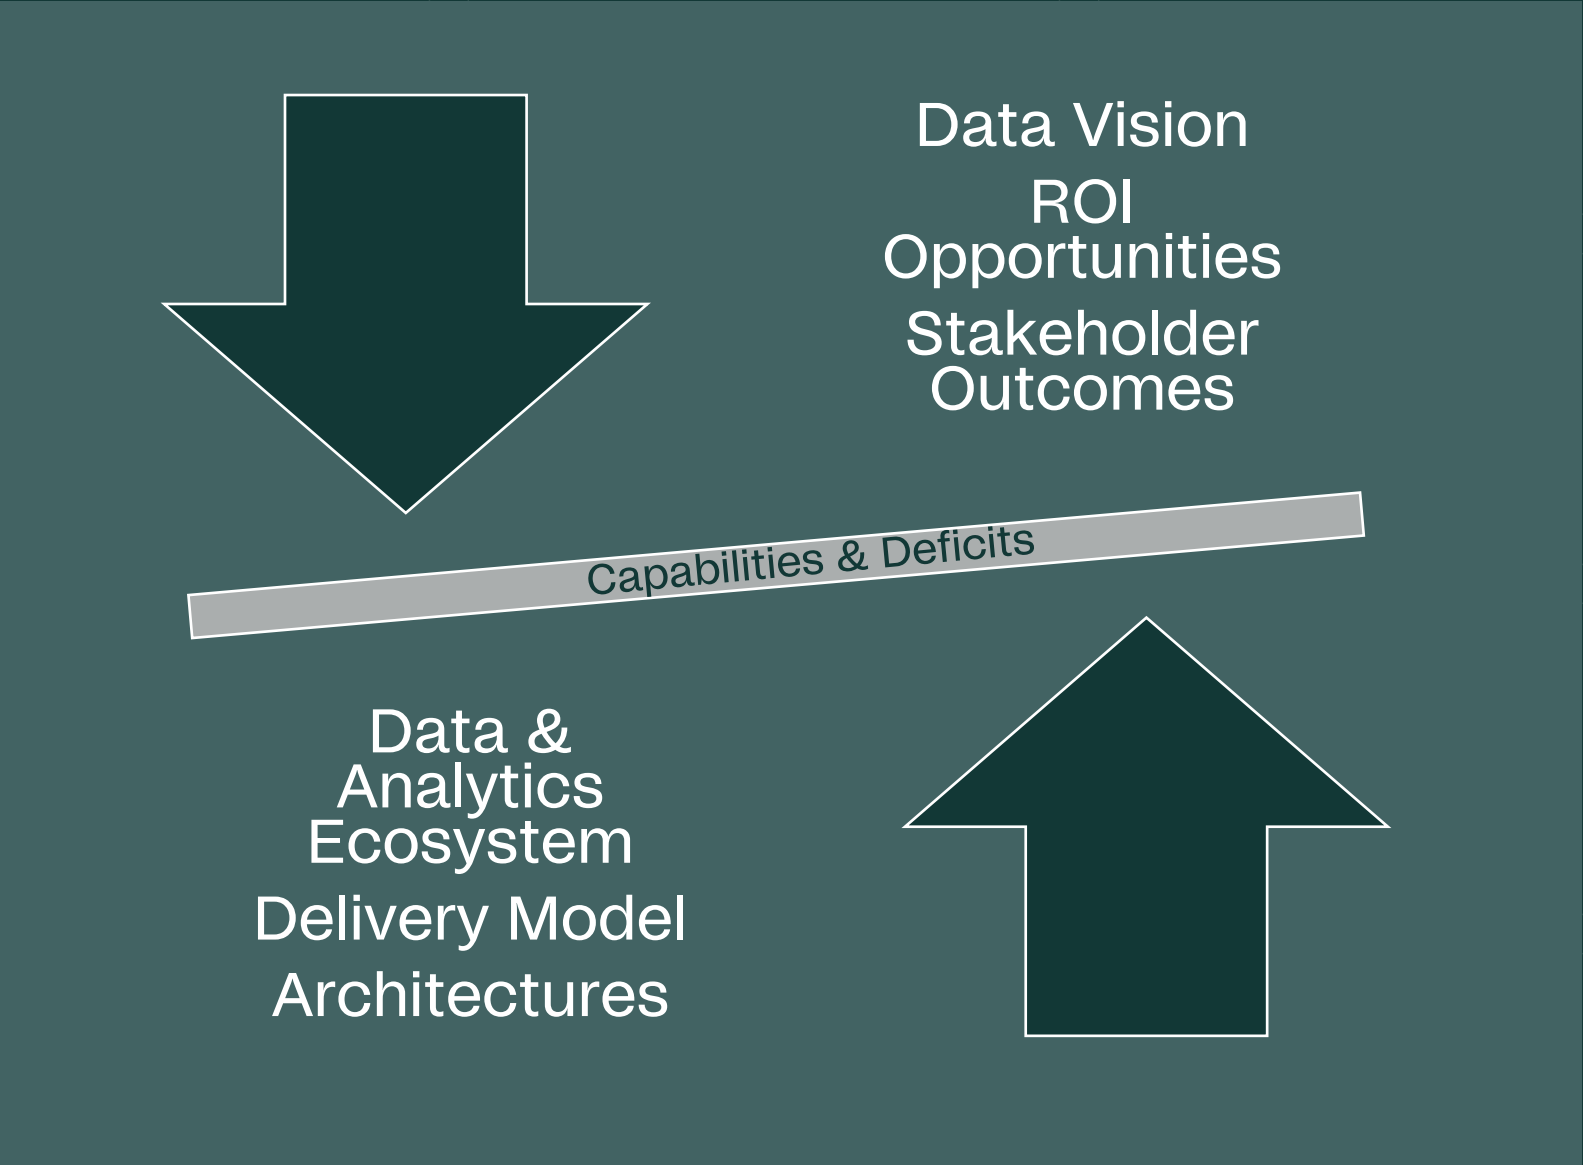 Data Vision
ROI
Opportunities
Stakeholder
Outcomes
Capabilities & Deficits
Data &
Analytics
Ecosystem
Delivery Model
Architectures